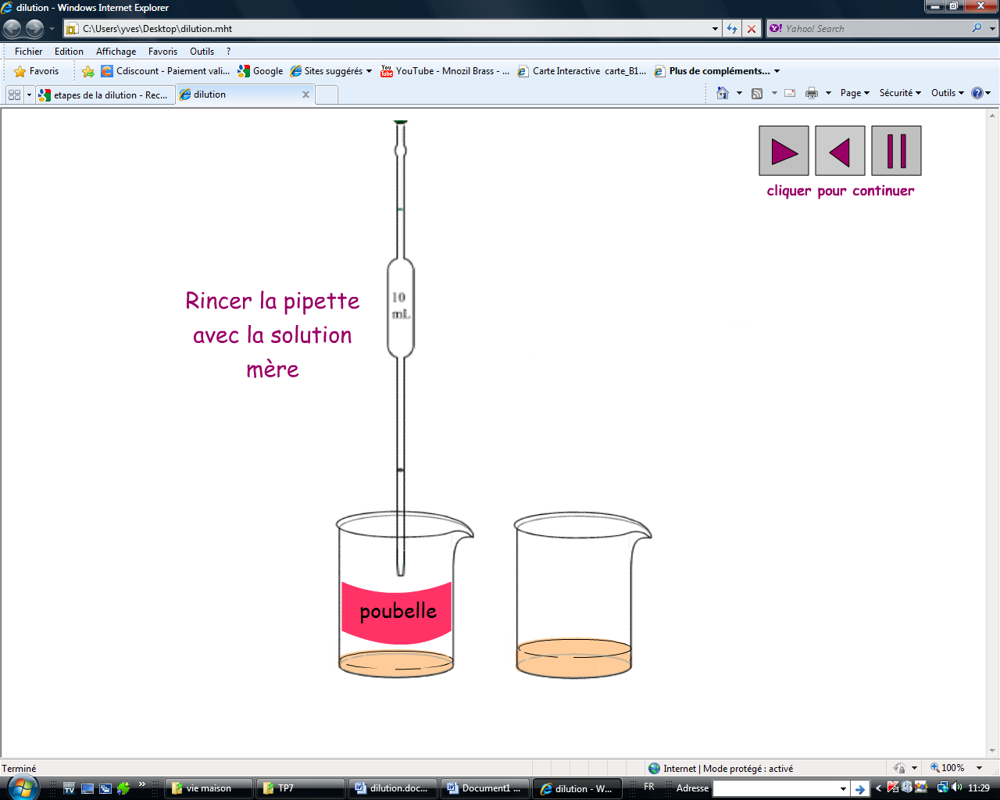 dilution - Windows Internet Explorer
C:\Users\yves\Desktop\dilution.mht
Yahoo! Search
Fichier Edition Affichage Favoris Outils ?
Favoris Cdiscount - Paiement vali... Google Sites suggérés YouTube - Mnozil Brass - ... Carte Interactive carte_B1... Plus de compléments...
etapes de la dilution - Rec... dilution Page Sécurité Outils
cliquer pour continuer
10
mL
Rincer la pipette
avec la solution
mère
poubelle
Terminé Internet | Mode protégé : activé 100%
vie maison TP7 dilution.doc... Document1 ... dilution - W... FR Adresse 11:29